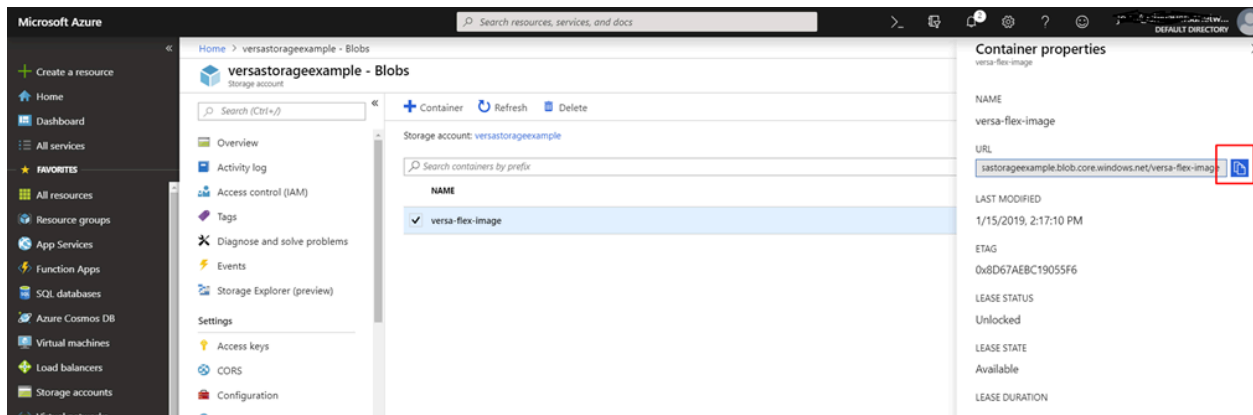 Microsoft Azure
Search resources, services, and docs
2
DEFAULT DIRECTORY
Create a resource
Home
Dashboard
All services
FAVORITES
All resources
Resource groups
App Services
Function Apps
SQL databases
Azure Cosmos DB
Virtual machines
Load balancers
Storage accounts
Home > versastorageexample - Blobs
versastorageexample - Blobs
Storage account
Search (Ctrl+/)
Overview
Activity log
Access control (IAM)
Tags
Diagnose and solve problems
Events
Storage Explorer (preview)
Settings
Access keys
CORS
Configuration
Container Refresh Delete
Storage account: versastorageexample
Search containers by prefix
NAME
versa-flex-image
Container properties
versa-flex-image
NAME
versa-flex-image
URL
sastorageexample.blob.core.windows.net/versa-flex-image
LAST MODIFIED
1/15/2019, 2:17:10 PM
ETAG
0x8D67AEBC19055F6
LEASE STATUS
Unlocked
LEASE STATE
Available
LEASE DURATION